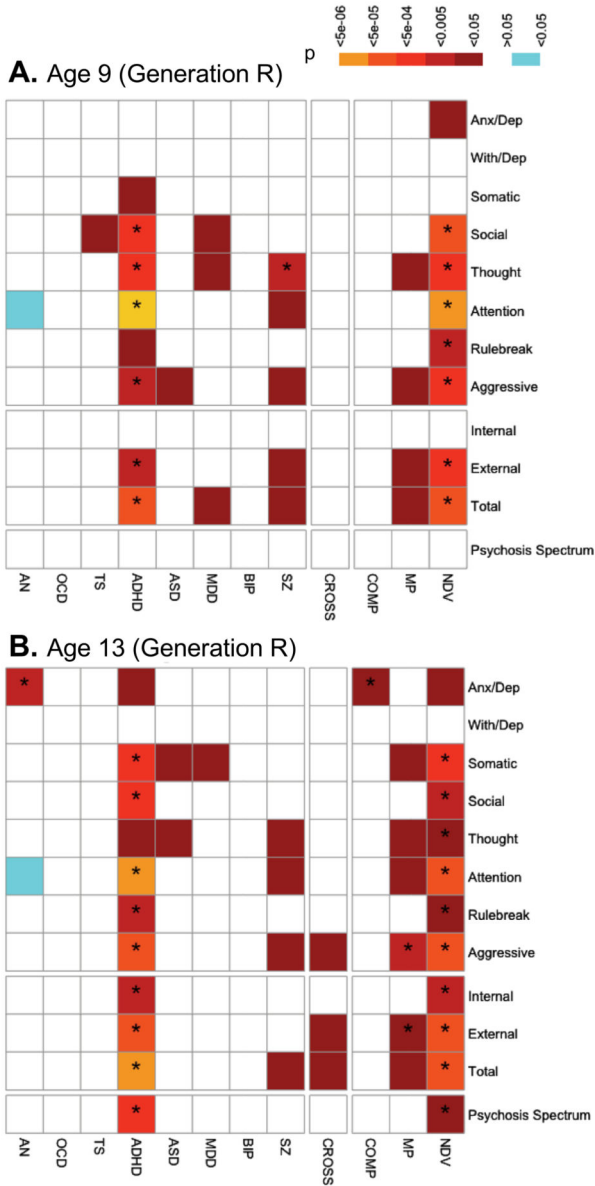 <5e-06 <5e-05 <5e-04 <0.005 <0.05 >0.05 <0.05
p
A. Age 9 (Generation R)
Anx/Dep
With/Dep
Somatic
* * Social
* * * Thought
* * Attention
* Rulebreak
* * Aggressive
Internal
* * External
* * Total
Psychosis Spectrum
AN OCD TS ADHD ASD MDD BIP SZ CROSS COMP MP NDV
B. Age 13 (Generation R)
* * Anx/Dep
With/Dep
* * Somatic
* * Social
* Thought
* * Attention
* * Rulebreak
* * * Aggressive
* * Internal
* * * External
* * Total
* * Psychosis Spectrum
AN OCD TS ADHD ASD MDD BIP SZ CROSS COMP MP NDV